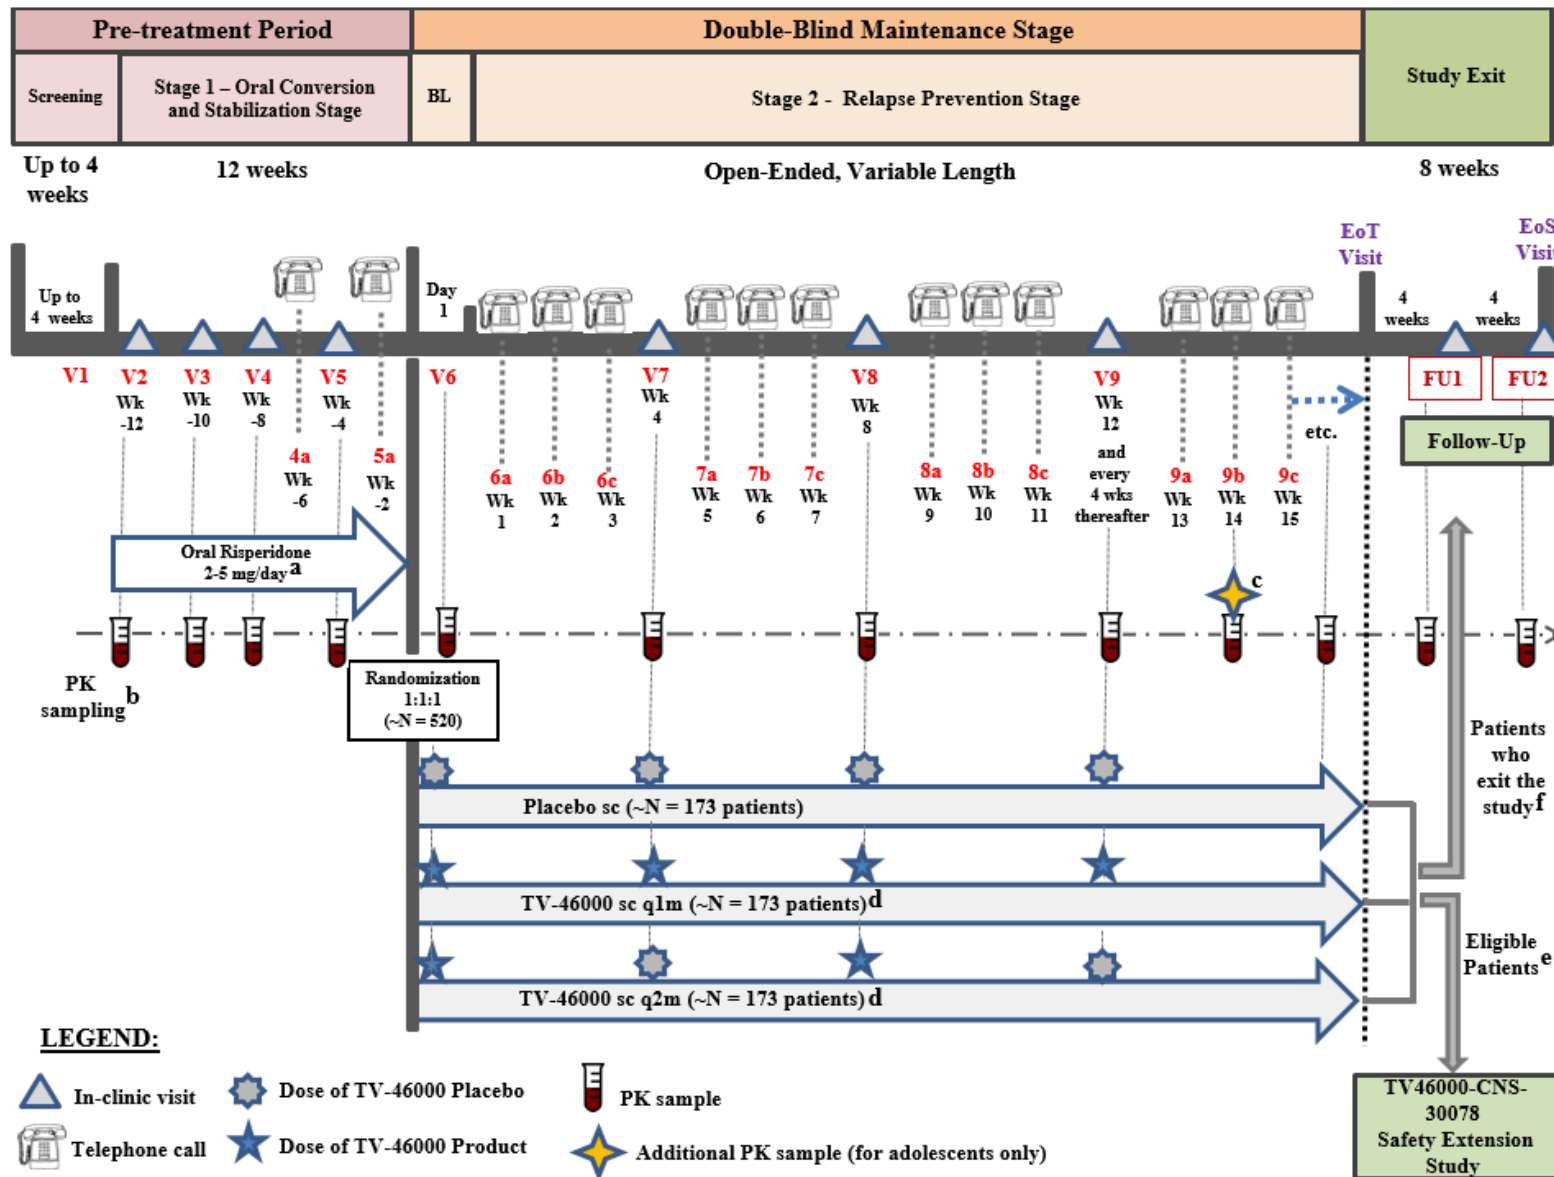 Pre-treatment Period
Double-Blind Maintenance Stage
Study Exit
Screening
Stage 1 – Oral Conversion
and Stabilization Stage
BL
Stage 2 - Relapse Prevention Stage
Up to 4
weeks
12 weeks
Open-Ended, Variable Length
8 weeks
EoT
Visit
EoS
Visit
Up to
4 weeks
Day
1
4
weeks
4
weeks
V1
V2
Wk
-12
V3
Wk
-10
V4
Wk
-8
4a
Wk
-6
V5
Wk
-4
5a
Wk
-2
V6
6a
Wk
1
6b
Wk
2
6c
Wk
3
V7
Wk
4
7a
Wk
5
7b
Wk
6
7c
Wk
7
V8
Wk
8
8a
Wk
9
8b
Wk
10
8c
Wk
11
V9
Wk
12
and
every
4 wks
thereafter
9a
Wk
13
9b
Wk
14
9c
Wk
15
etc.
FU1
FU2
Follow-Up
Oral Risperidone
2-5 mg/day a
c
PK
sampling b
Randomization
1:1:1
(~N = 520)
Placebo sc (~N = 173 patients)
TV-46000 sc q1m (~N = 173 patients) d
TV-46000 sc q2m (~N = 173 patients) d
Patients
who
exit the
study f
Eligible
Patients e
TV46000-CNS-
30078
Safety Extension
Study
LEGEND:
In-clinic visit
Dose of TV-46000 Placebo
PK sample
Telephone call
Dose of TV-46000 Product
Additional PK sample (for adolescents only)